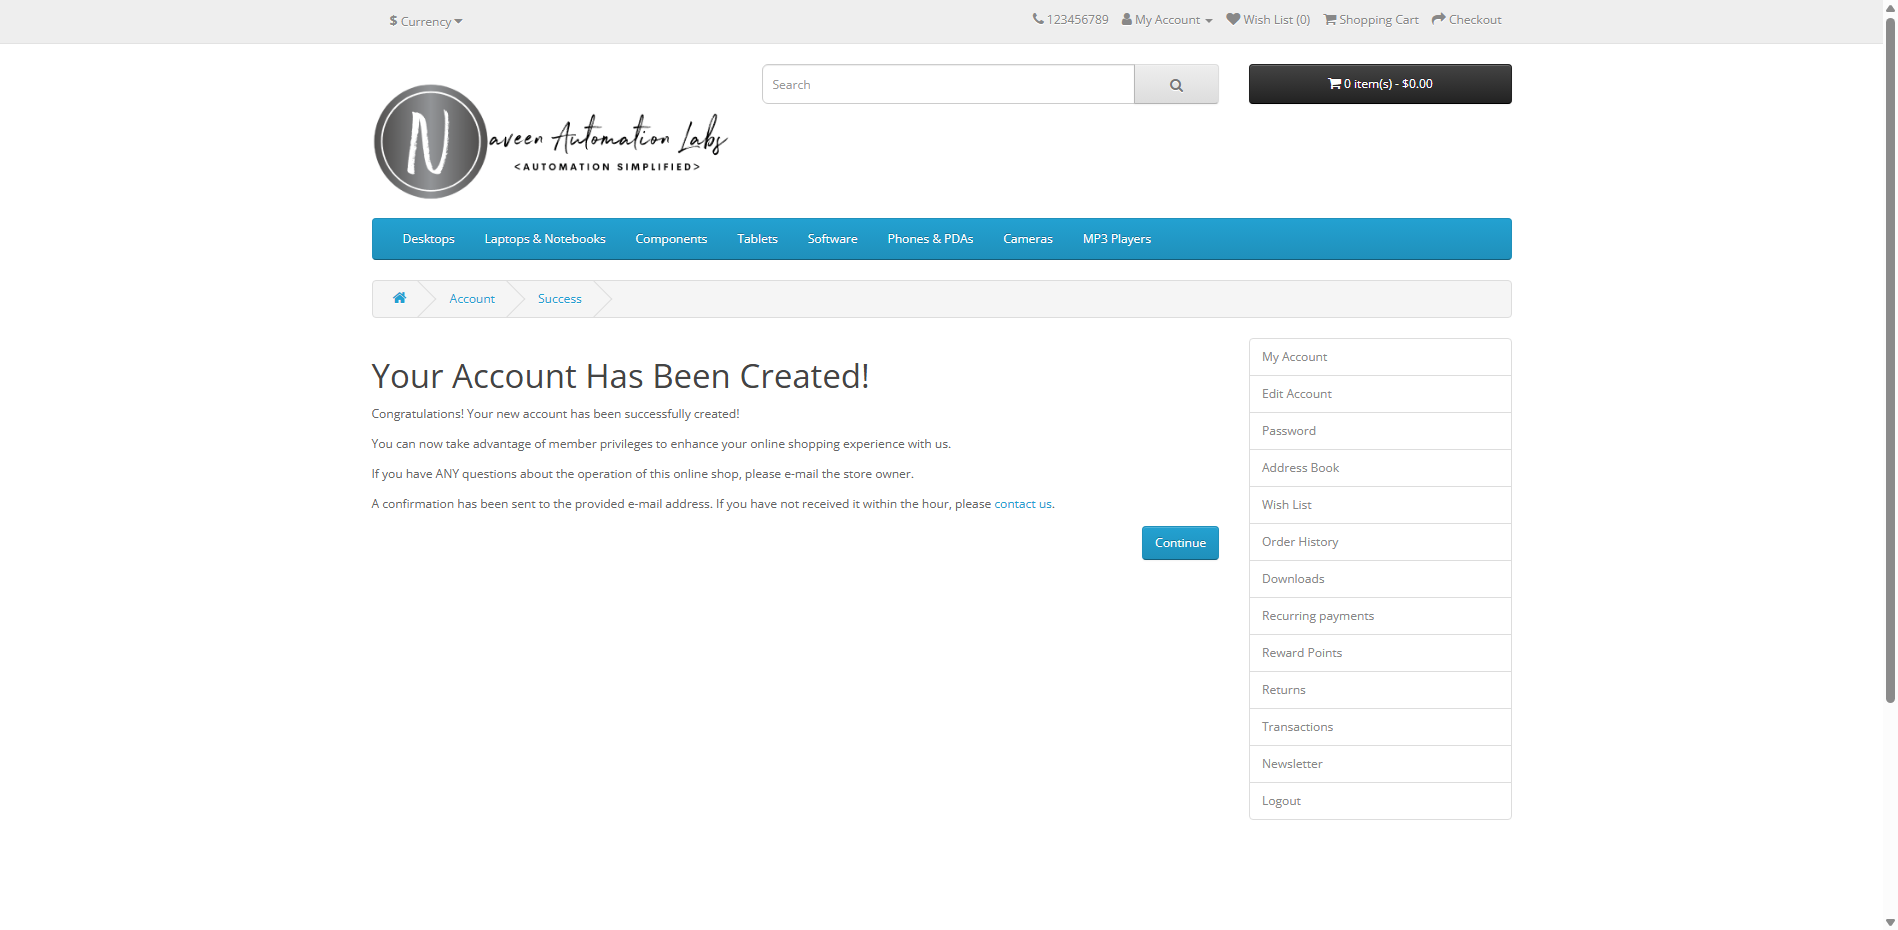 $ Currency
123456789 My Account Wish List (0) Shopping Cart Checkout
Naveen Automation Labs
<AUTOMATION SIMPLIFIED>
Search
0 item(s) - $0.00
Desktops Laptops & Notebooks Components Tablets Software Phones & PDAs Cameras MP3 Players
Account Success
Your Account Has Been Created!
Congratulations! Your new account has been successfully created!
You can now take advantage of member privileges to enhance your online shopping experience with us.
If you have ANY questions about the operation of this online shop, please e-mail the store owner.
A confirmation has been sent to the provided e-mail address. If you have not received it within the hour, please contact us.
Continue
My Account
Edit Account
Password
Address Book
Wish List
Order History
Downloads
Recurring payments
Reward Points
Returns
Transactions
Newsletter
Logout